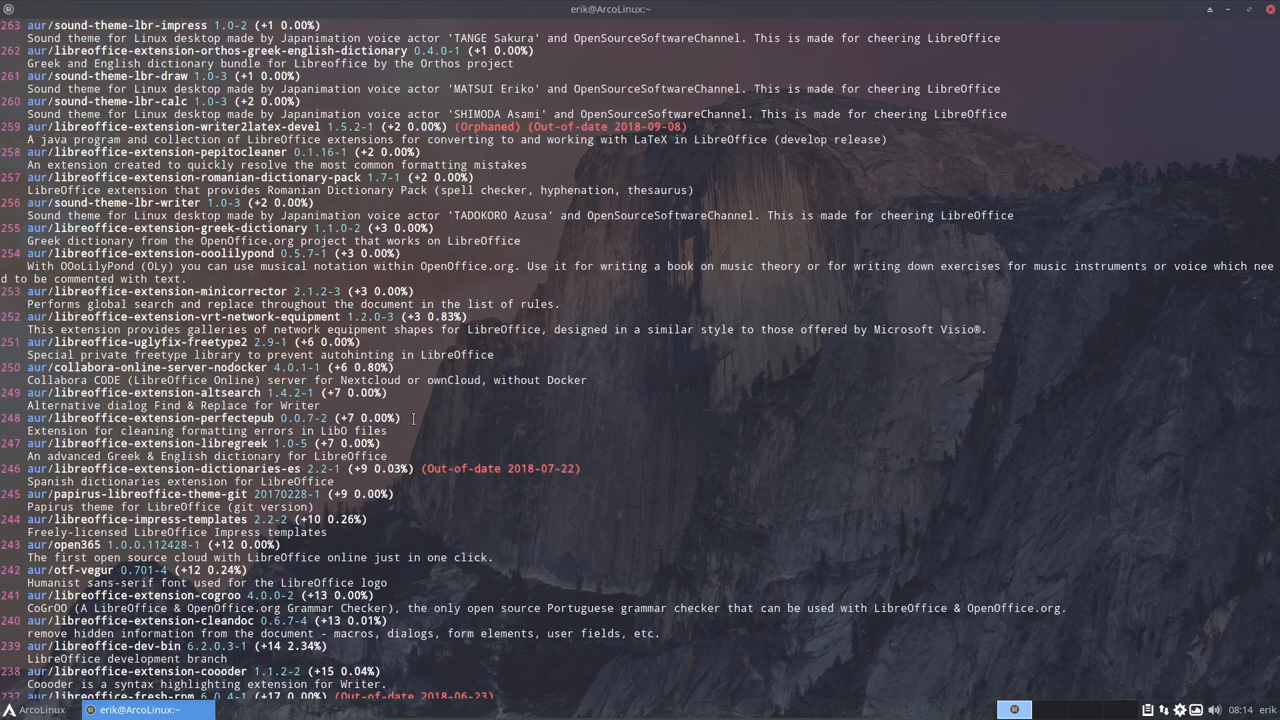 erik@ArcoLinux:~
263 aur/sound-theme-lbr-impress 1.0-2 (+1 0.00%)
Sound theme for Linux desktop made by Japanimation voice actor 'TANGE Sakura' and OpenSourceSoftwareChannel. This is made for cheering LibreOffice
262 aur/libreoffice-extension-orthos-greek-english-dictionary 0.4.0-1 (+1 0.00%)
Greek and English dictionary bundle for Libreoffice by the Orthos project
261 aur/sound-theme-lbr-draw 1.0-3 (+1 0.00%)
Sound theme for Linux desktop made by Japanimation voice actor 'MATSUI Eriko' and OpenSourceSoftwareChannel. This is made for cheering LibreOffice
260 aur/sound-theme-lbr-calc 1.0-3 (+2 0.00%)
Sound theme for Linux desktop made by Japanimation voice actor 'SHIMODA Asami' and OpenSourceSoftwareChannel. This is made for cheering LibreOffice
259 aur/libreoffice-extension-writer2latex-devel 1.5.2-1 (+2 0.00%) (Orphaned) (Out-of-date 2018-09-08)
A java program and collection of LibreOffice extensions for converting to and working with LaTeX in LibreOffice (develop release)
258 aur/libreoffice-extension-pepitocleaner 0.1.16-1 (+2 0.00%)
An extension created to quickly resolve the most common formatting mistakes
257 aur/libreoffice-extension-romanian-dictionary-pack 1.7-1 (+2 0.00%)
LibreOffice extension that provides Romanian Dictionary Pack (spell checker, hyphenation, thesaurus)
256 aur/sound-theme-lbr-writer 1.0-3 (+2 0.00%)
Sound theme for Linux desktop made by Japanimation voice actor 'TADOKORO Azusa' and OpenSourceSoftwareChannel. This is made for cheering LibreOffice
255 aur/libreoffice-extension-greek-dictionary 1.1.0-2 (+3 0.00%)
Greek dictionary from the OpenOffice.org project that works on LibreOffice
254 aur/libreoffice-extension-ooolilypond 0.5.7-1 (+3 0.00%)
With OOoLilyPond (OLy) you can use musical notation within OpenOffice.org. Use it for writing a book on music theory or for writing down exercises for music instruments or voice which nee
d to be commented with text.
253 aur/libreoffice-extension-minicorrector 2.1.2-3 (+3 0.00%)
Performs global search and replace throughout the document in the list of rules.
252 aur/libreoffice-extension-vrt-network-equipment 1.2.0-3 (+3 0.83%)
This extension provides galleries of network equipment shapes for LibreOffice, designed in a similar style to those offered by Microsoft Visio®.
251 aur/libreoffice-uglyfix-freetype2 2.9-1 (+6 0.00%)
Special private freetype library to prevent autohinting in LibreOffice
250 aur/collabora-online-server-nodocker 4.0.1-1 (+6 0.80%)
Collabora CODE (LibreOffice Online) server for Nextcloud or ownCloud, without Docker
249 aur/libreoffice-extension-altsearch 1.4.2-1 (+7 0.00%)
Alternative dialog Find & Replace for Writer
248 aur/libreoffice-extension-perfectepub 0.0.7-2 (+7 0.00%)
Extension for cleaning formatting errors in LibO files
247 aur/libreoffice-extension-libregreek 1.0-5 (+7 0.00%)
An advanced Greek & English dictionary for LibreOffice
246 aur/libreoffice-extension-dictionaries-es 2.2-1 (+9 0.03%) (Out-of-date 2018-07-22)
Spanish dictionaries extension for LibreOffice
245 aur/papirus-libreoffice-theme-git 20170228-1 (+9 0.00%)
Papirus theme for LibreOffice (git version)
244 aur/libreoffice-impress-templates 2.2-2 (+10 0.26%)
Freely-licensed LibreOffice Impress templates
243 aur/open365 1.0.0.112428-1 (+12 0.00%)
The first open source cloud with LibreOffice online just in one click.
242 aur/otf-vegur 0.701-4 (+12 0.24%)
Humanist sans-serif font used for the LibreOffice logo
241 aur/libreoffice-extension-cogroo 4.0.0-2 (+13 0.00%)
CoGrOO (A LibreOffice & OpenOffice.org Grammar Checker), the only open source Portuguese grammar checker that can be used with LibreOffice & OpenOffice.org.
240 aur/libreoffice-extension-cleandoc 0.6.7-4 (+13 0.01%)
remove hidden information from the document - macros, dialogs, form elements, user fields, etc.
239 aur/libreoffice-dev-bin 6.2.0.3-1 (+14 2.34%)
LibreOffice development branch
238 aur/libreoffice-extension-coooder 1.1.2-2 (+15 0.04%)
Coooder is a syntax highlighting extension for Writer.
237 aur/libreoffice-fresh-rpm 6.0.4-1 (+17 0.00%) (Out-of-date 2018-06-23)
ArcoLinux erik@ArcoLinux:~ 08:14 erik